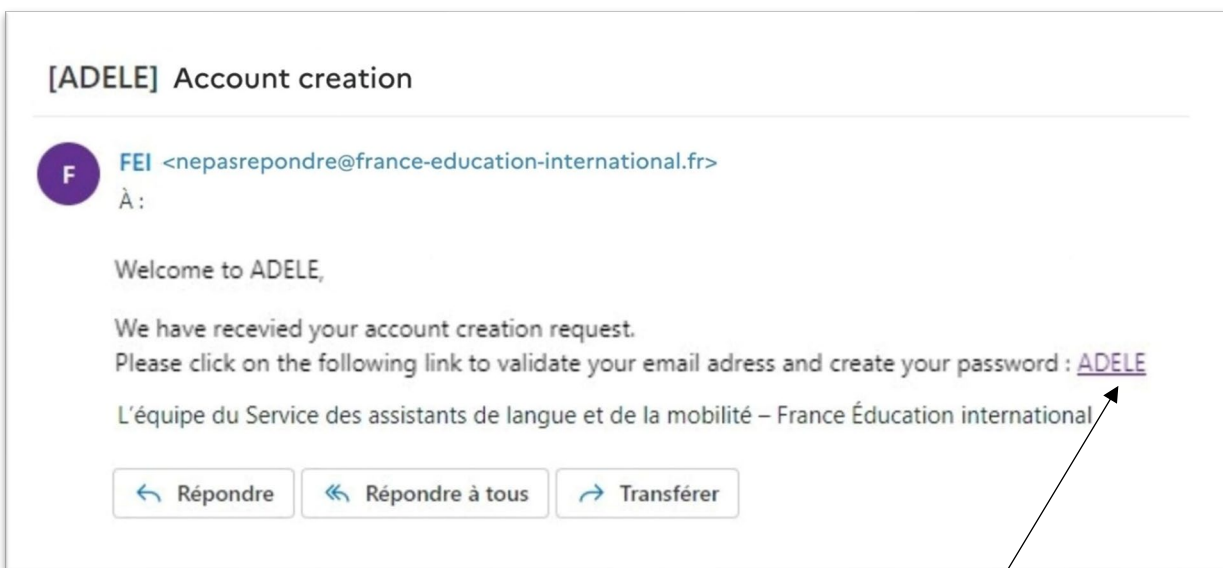 [ADELE] Account creation
F
FEI <nepasrepondre@france-education-international.fr>
À :
Welcome to ADELE,
We have recevied your account creation request.
Please click on the following link to validate your email adress and create your password : ADELE
L'équipe du Service des assistants de langue et de la mobilité – France Éducation international
Répondre Répondre à tous Transférer